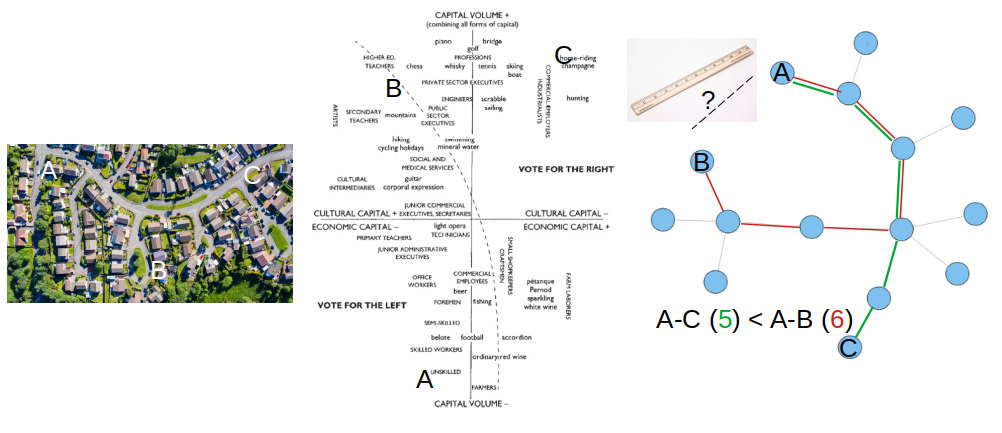 A
C
B
CAPITAL VOLUME +
(combining all forms of capital)
piano bridge
golf
HIGHER-ED. PROFESSIONS
TEACHERS chess whisky tennis skiing
boat
C
horse-riding
champagne
PRIVATE SECTOR EXECUTIVES
B
COMMERCIAL EMPLOYERS
INDUSTRIALISTS
ENGINEERS scrabble
sailing
hunting
ARTISTS
SECONDARY
TEACHERS
mountains
PUBLIC
SECTOR
EXECUTIVES
hiking
cycling holidays
swimming
mineral water
SOCIAL AND
MEDICAL SERVICES
VOTE FOR THE RIGHT
CULTURAL
INTERMEDIARIES
guitar
corporal expression
JUNIOR COMMERCIAL
EXECUTIVES, SECRETARIES
CULTURAL CAPITAL +
CULTURAL CAPITAL –
ECONOMIC CAPITAL –
ECONOMIC CAPITAL +
light opera
TECHNICIANS
PRIMARY TEACHERS
JUNIOR ADMINISTRATIVE
EXECUTIVES
SMALL SHOPKEEPERS
CRAFTSMEN
OFFICE
WORKERS
COMMERCIAL
EMPLOYEES
beer
pétanque
Pernod
sparkling
white wine
FARM LABORERS
VOTE FOR THE LEFT
FOREMEN fishing
SEMI-SKILLED
belote football accordion
SKILLED WORKERS
ordinary red wine
A
UNSKILLED
FARMERS
CAPITAL VOLUME –
?
A
B
A-C (5) < A-B (6)
C